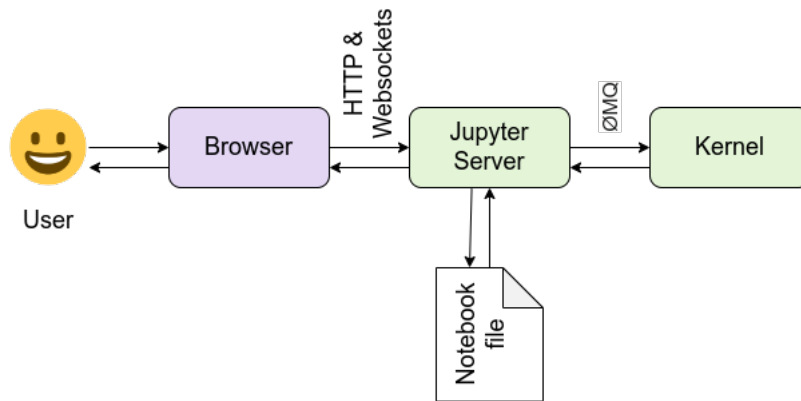 HTTP &
Websockets
ØMQ
User
Browser
Jupyter
Server
Kernel
Notebook
file